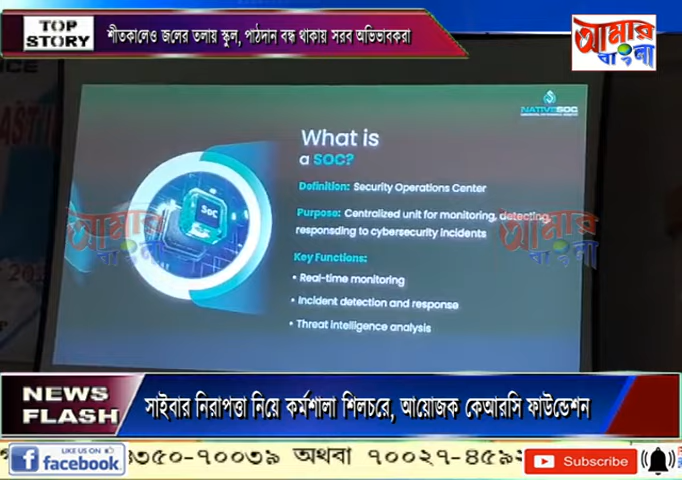 TOP
STORY
শীতকালেও জলের তলায় স্কুল, পাঠদান বন্ধ থাকায় সরব অভিভাবকরা
আমার
বাংলা
NATIVESOC
What is
a SOC?
Definition: Security Operations Center
Purpose: Centralized unit for monitoring, detecting,
responsding to cybersecurity incidents
Key Functions:
• Real-time monitoring
• Incident detection and response
• Threat intelligence analysis
SOC
আমার
বাংলা
আমার
বাংলা
NEWS
FLASH
সাইবার নিরাপত্তা নিয়ে কর্মশালা শিলচরে, আয়োজক কেআরসি ফাউন্ডেশন
LIKE US ON
facebook
৩৫০-৭০০৩৯ অথবা ৭০০২৭-৪৫৯
Subscribe